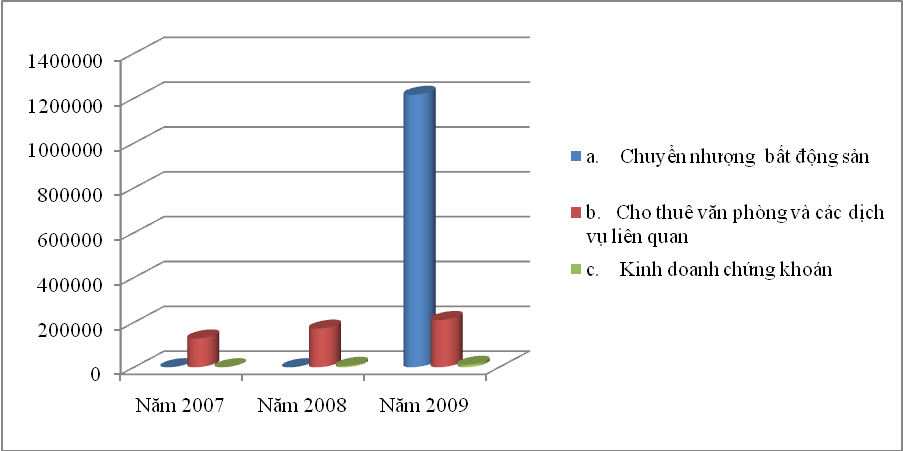 1400000
1200000
1000000
800000
600000
400000
200000
0
Năm 2007
Năm 2008
Năm 2009
a. Chuyển nhượng bất động sản
b. Cho thuê văn phòng và các dịch
vụ liên quan
c. Kinh doanh chứng khoán